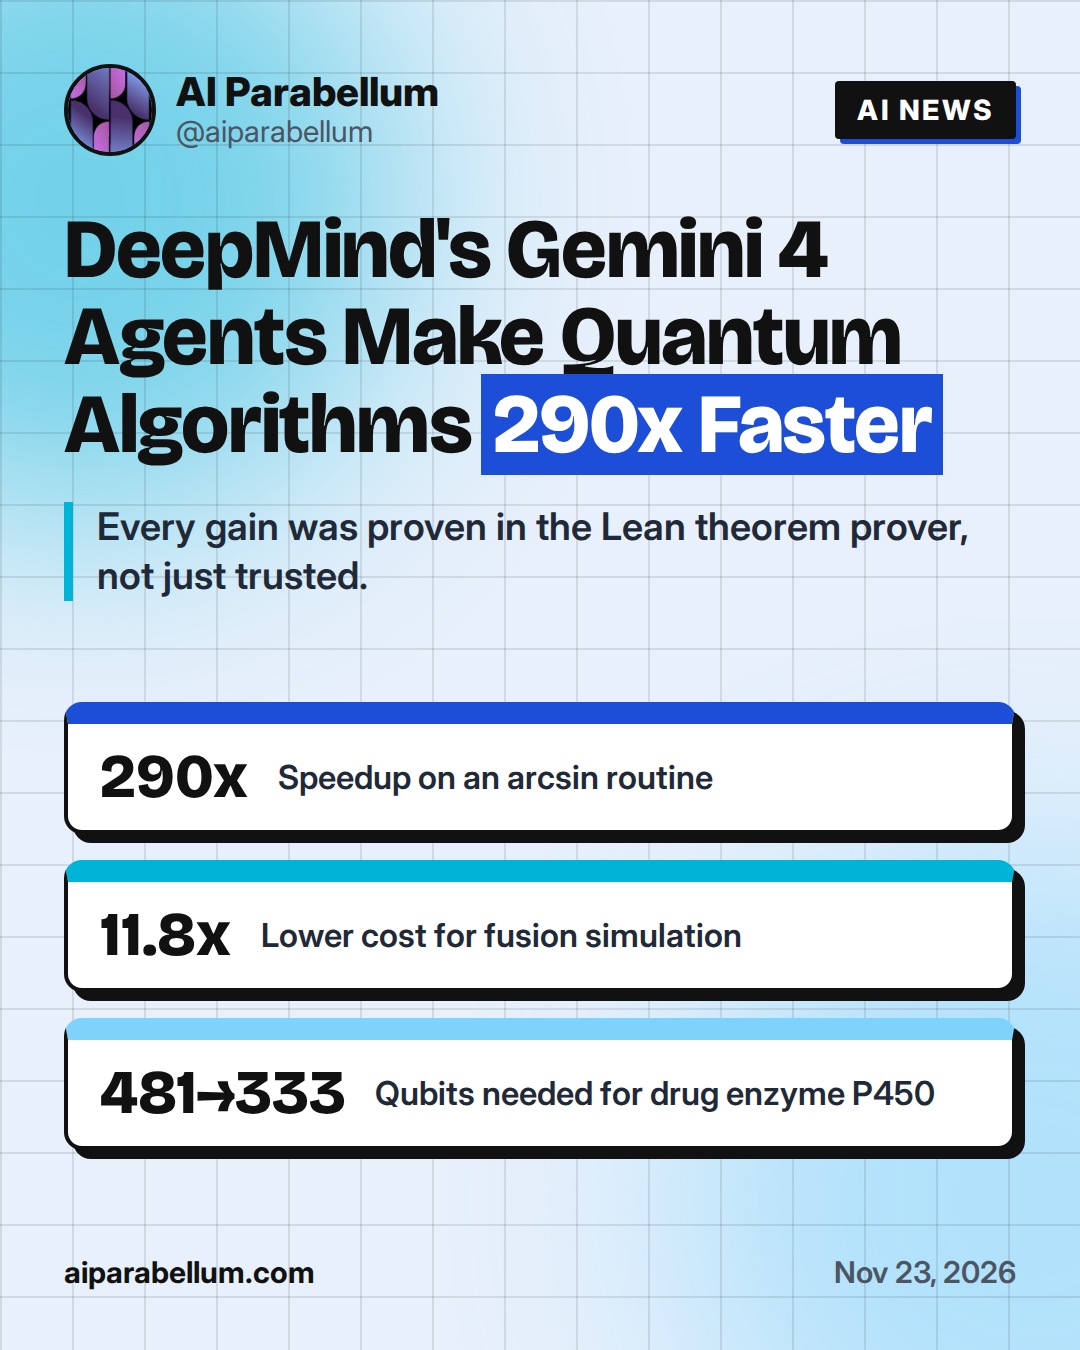 AI Parabellum
@aiparabellum
AI NEWS
DeepMind's Gemini 4
Agents Make Quantum
Algorithms 290x Faster
Every gain was proven in the Lean theorem prover,
not just trusted.
290x Speedup on an arcsin routine
11.8x Lower cost for fusion simulation
481→333 Qubits needed for drug enzyme P450
aiparabellum.com
Nov 23, 2026